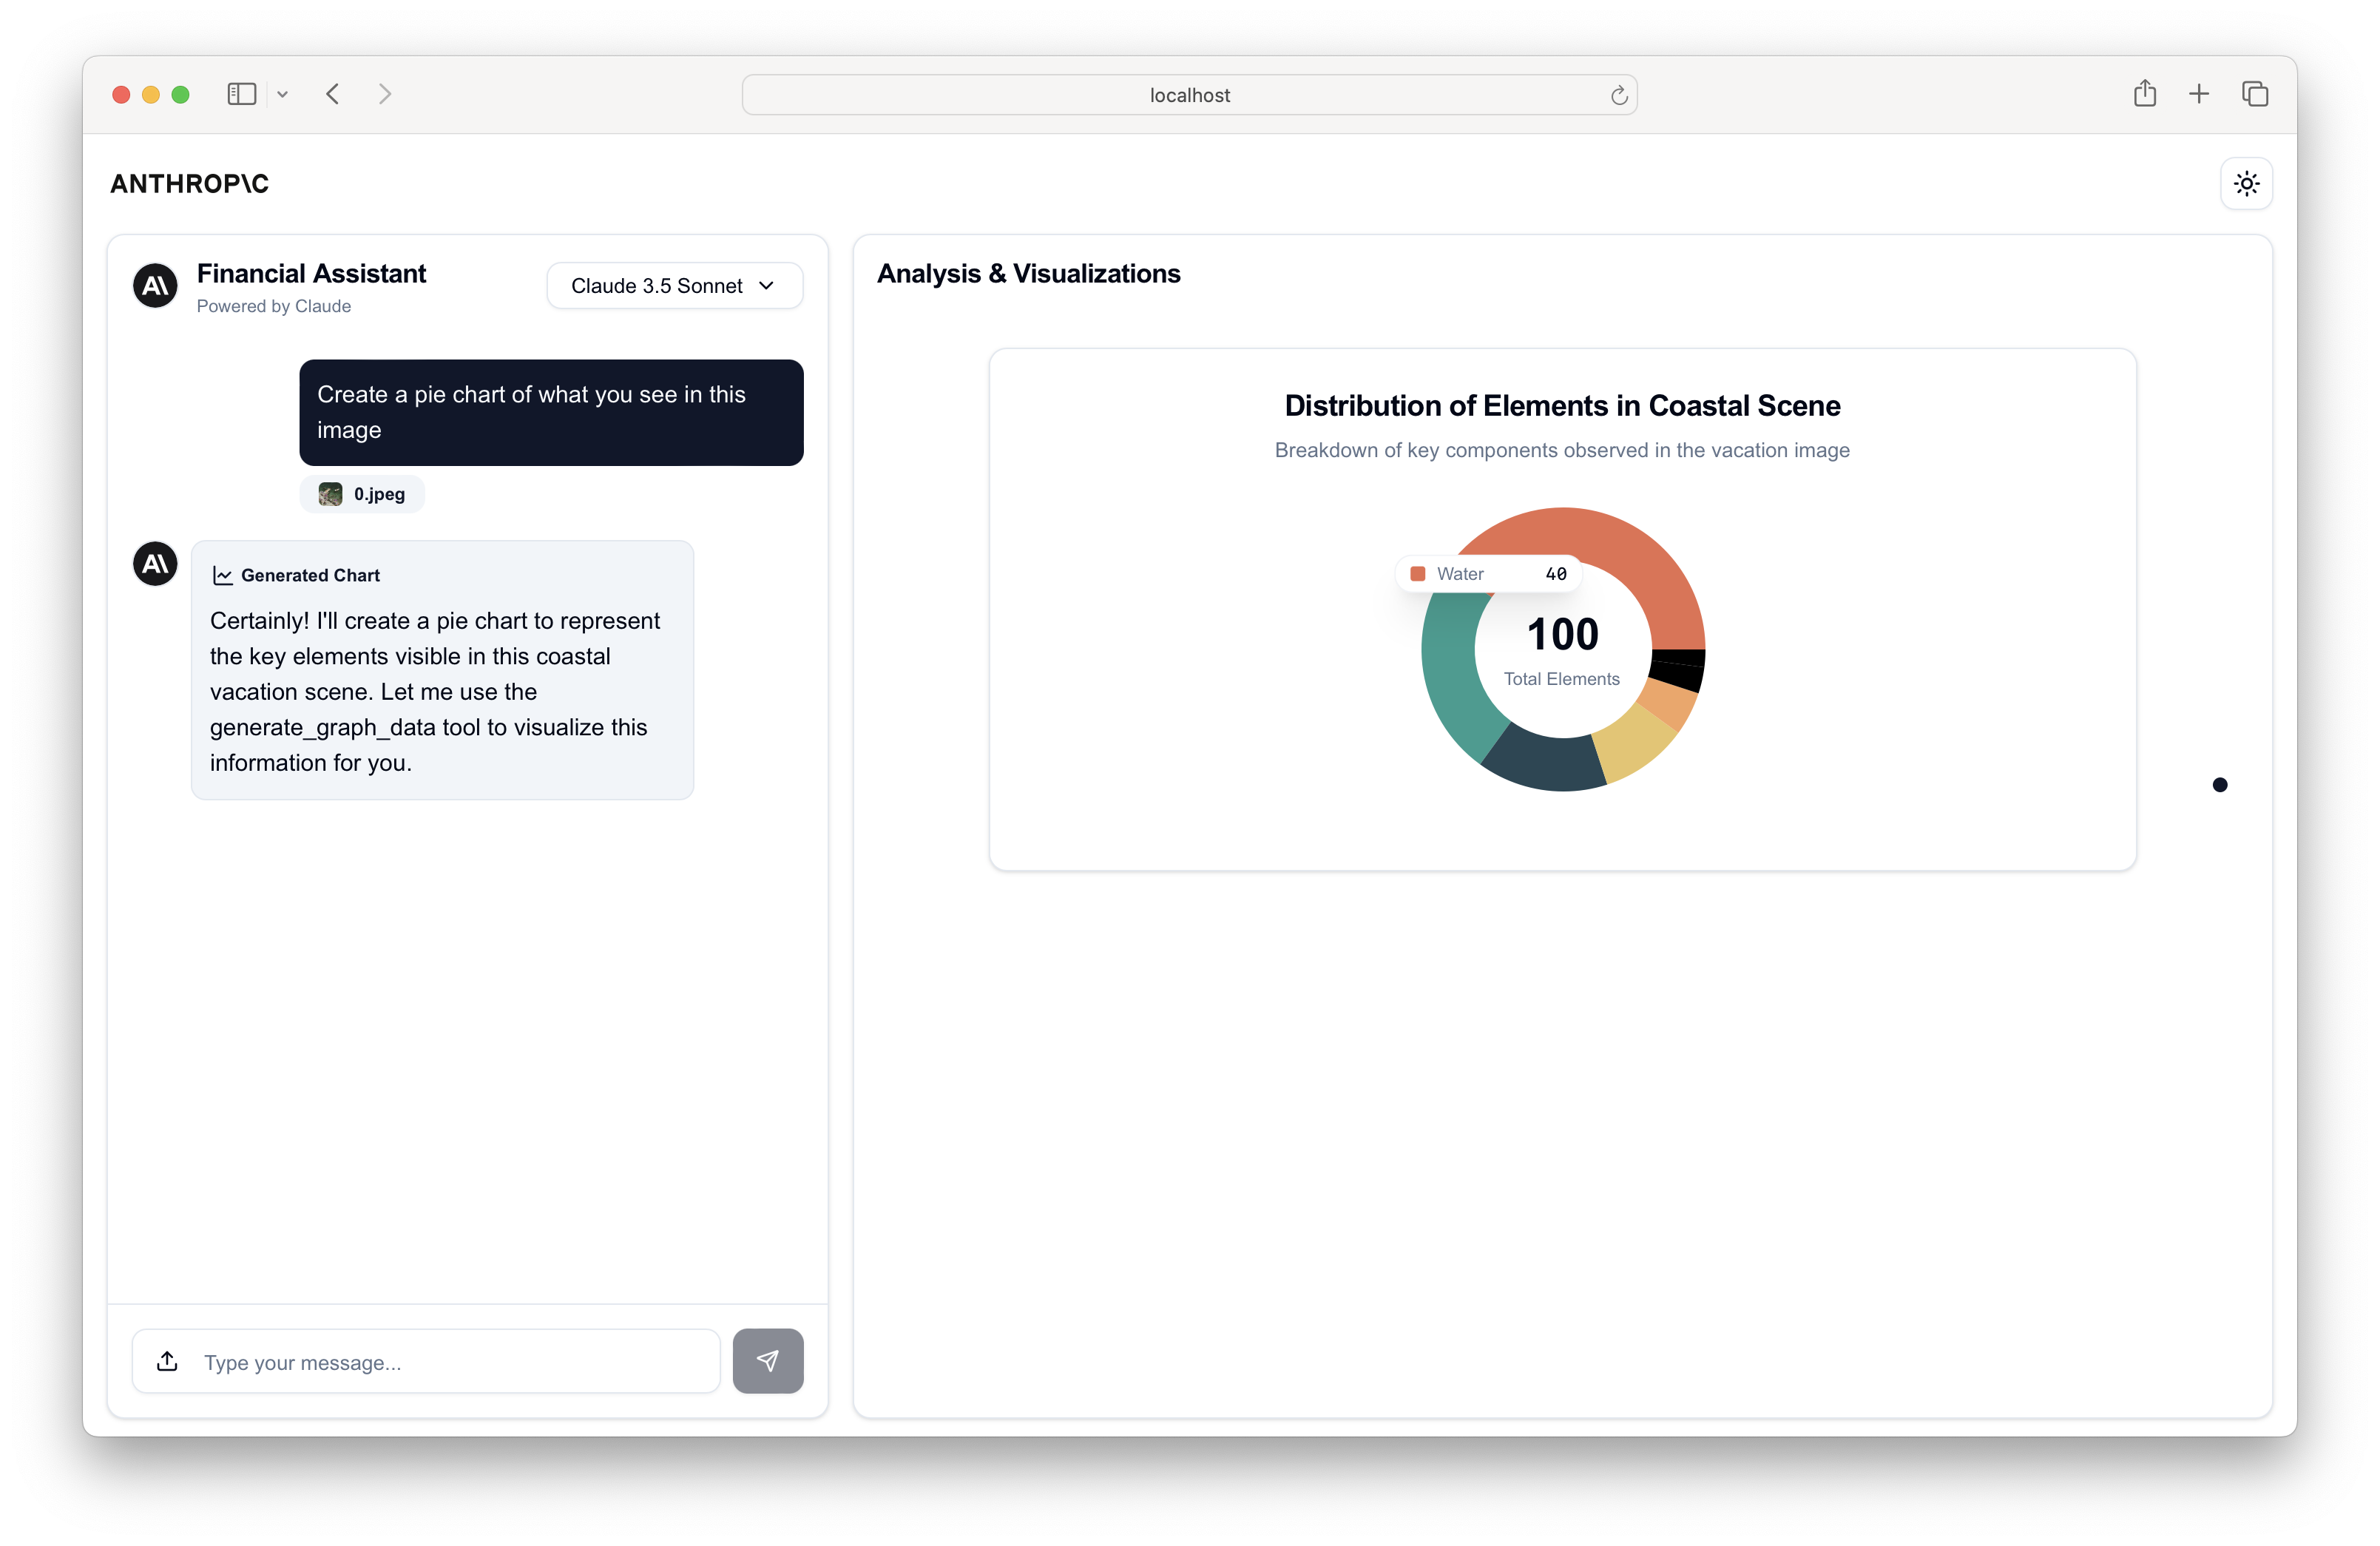 localhost
ANTHROP\C
Financial Assistant
Powered by Claude
Claude 3.5 Sonnet
Create a pie chart of what you see in this
image
0.jpeg
Generated Chart
Certainly! I'll create a pie chart to represent
the key elements visible in this coastal
vacation scene. Let me use the
generate_graph_data tool to visualize this
information for you.
Type your message...
Analysis & Visualizations
Distribution of Elements in Coastal Scene
Breakdown of key components observed in the vacation image
Water 40
100
Total Elements